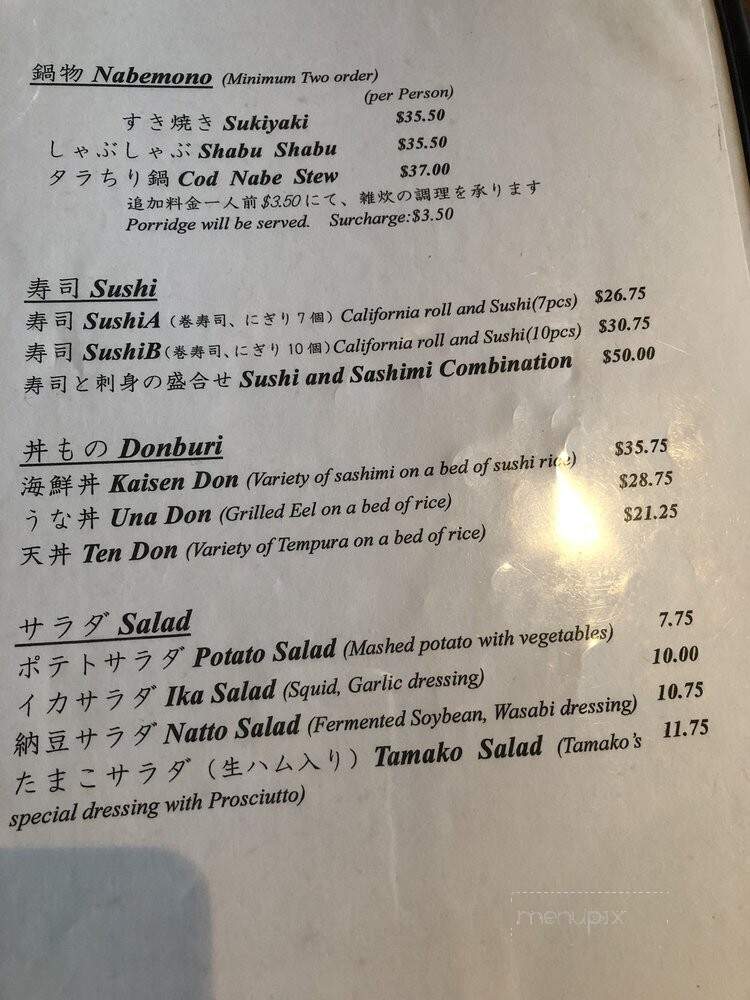 鍋物 Nabemono (Minimum Two order)
(per Person)
すき焼き Sukiyaki $35.50
しゃぶしゃぶ Shabu Shabu $35.50
タラちり鍋 Cod Nabe Stew $37.00
追加料金一人前$3.50にて、雑炊の調理を承ります
Porridge will be served. Surcharge:$3.50
寿司 Sushi
寿司 SushiA (巻寿司、にぎり7個) California roll and Sushi(7pcs) $26.75
寿司 SushiB (巻寿司、にぎり10個) California roll and Sushi(10pcs) $30.75
寿司と刺身の盛合せ Sushi and Sashimi Combination $50.00
丼もの Donburi
海鮮丼 Kaisen Don (Variety of sashimi on a bed of sushi rice) $35.75
うな丼 Una Don (Grilled Eel on a bed of rice) $28.75
天丼 Ten Don (Variety of Tempura on a bed of rice) $21.25
サラダ Salad
ポテトサラダ Potato Salad (Mashed potato with vegetables) 7.75
イカサラダ Ika Salad (Squid, Garlic dressing) 10.00
納豆サラダ Natto Salad (Fermented Soybean, Wasabi dressing) 10.75
たまこサラダ (生ハム入り) Tamako Salad (Tamako's 11.75
special dressing with Prosciutto)
menupix